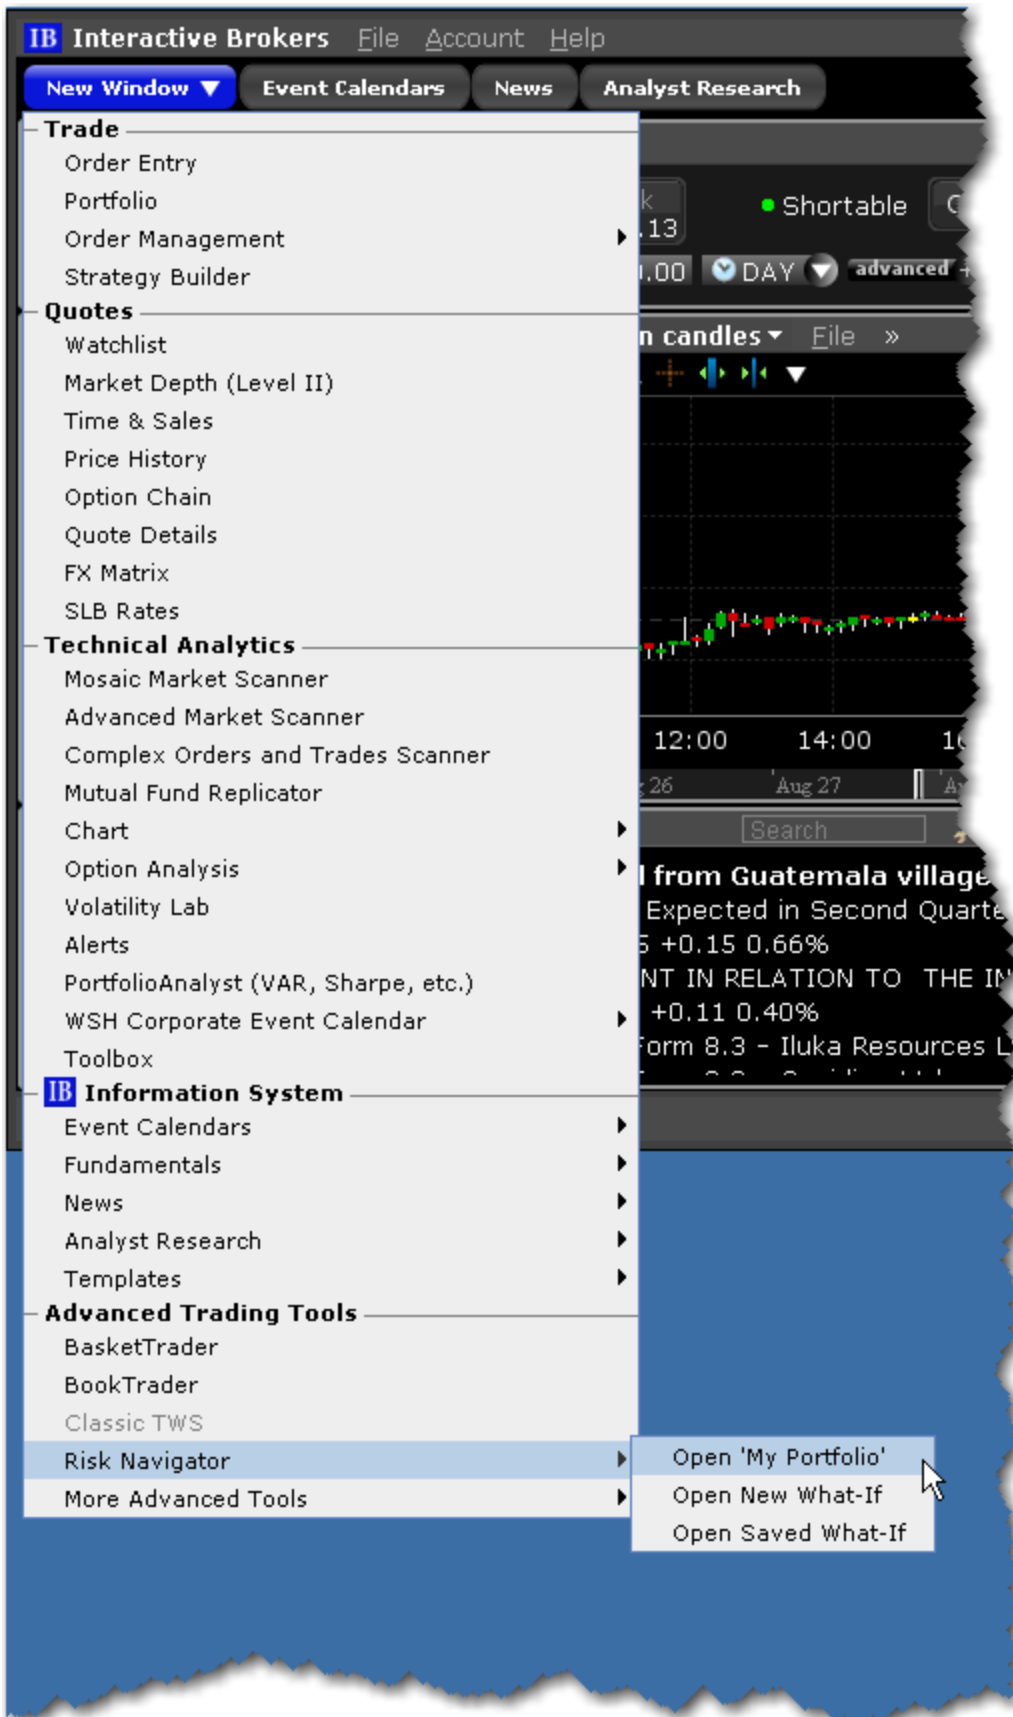 IB Interactive Brokers File Account Help
New Window Event Calendars News Analyst Research
Trade
Order Entry
Portfolio
Order Management
Strategy Builder
Quotes
Watchlist
Market Depth (Level II)
Time & Sales
Price History
Option Chain
Quote Details
FX Matrix
SLB Rates
Technical Analytics
Mosaic Market Scanner
Advanced Market Scanner
Complex Orders and Trades Scanner
Mutual Fund Replicator
Chart
Option Analysis
Volatility Lab
Alerts
PortfolioAnalyst (VAR, Sharpe, etc.)
WSH Corporate Event Calendar
Toolbox
IB Information System
Event Calendars
Fundamentals
News
Analyst Research
Templates
Advanced Trading Tools
BasketTrader
BookTrader
Classic TWS
Risk Navigator
More Advanced Tools
Open 'My Portfolio'
Open New What-If
Open Saved What-If
.13
Shortable
.00 DAY advanced +
candles File »
12:00 14:00
26 Aug 27
Search
from Guatemala village
Expected in Second
+0.15 0.66%
IN RELATION TO THE
+0.11 0.40%
8.3 - Iluka Resources